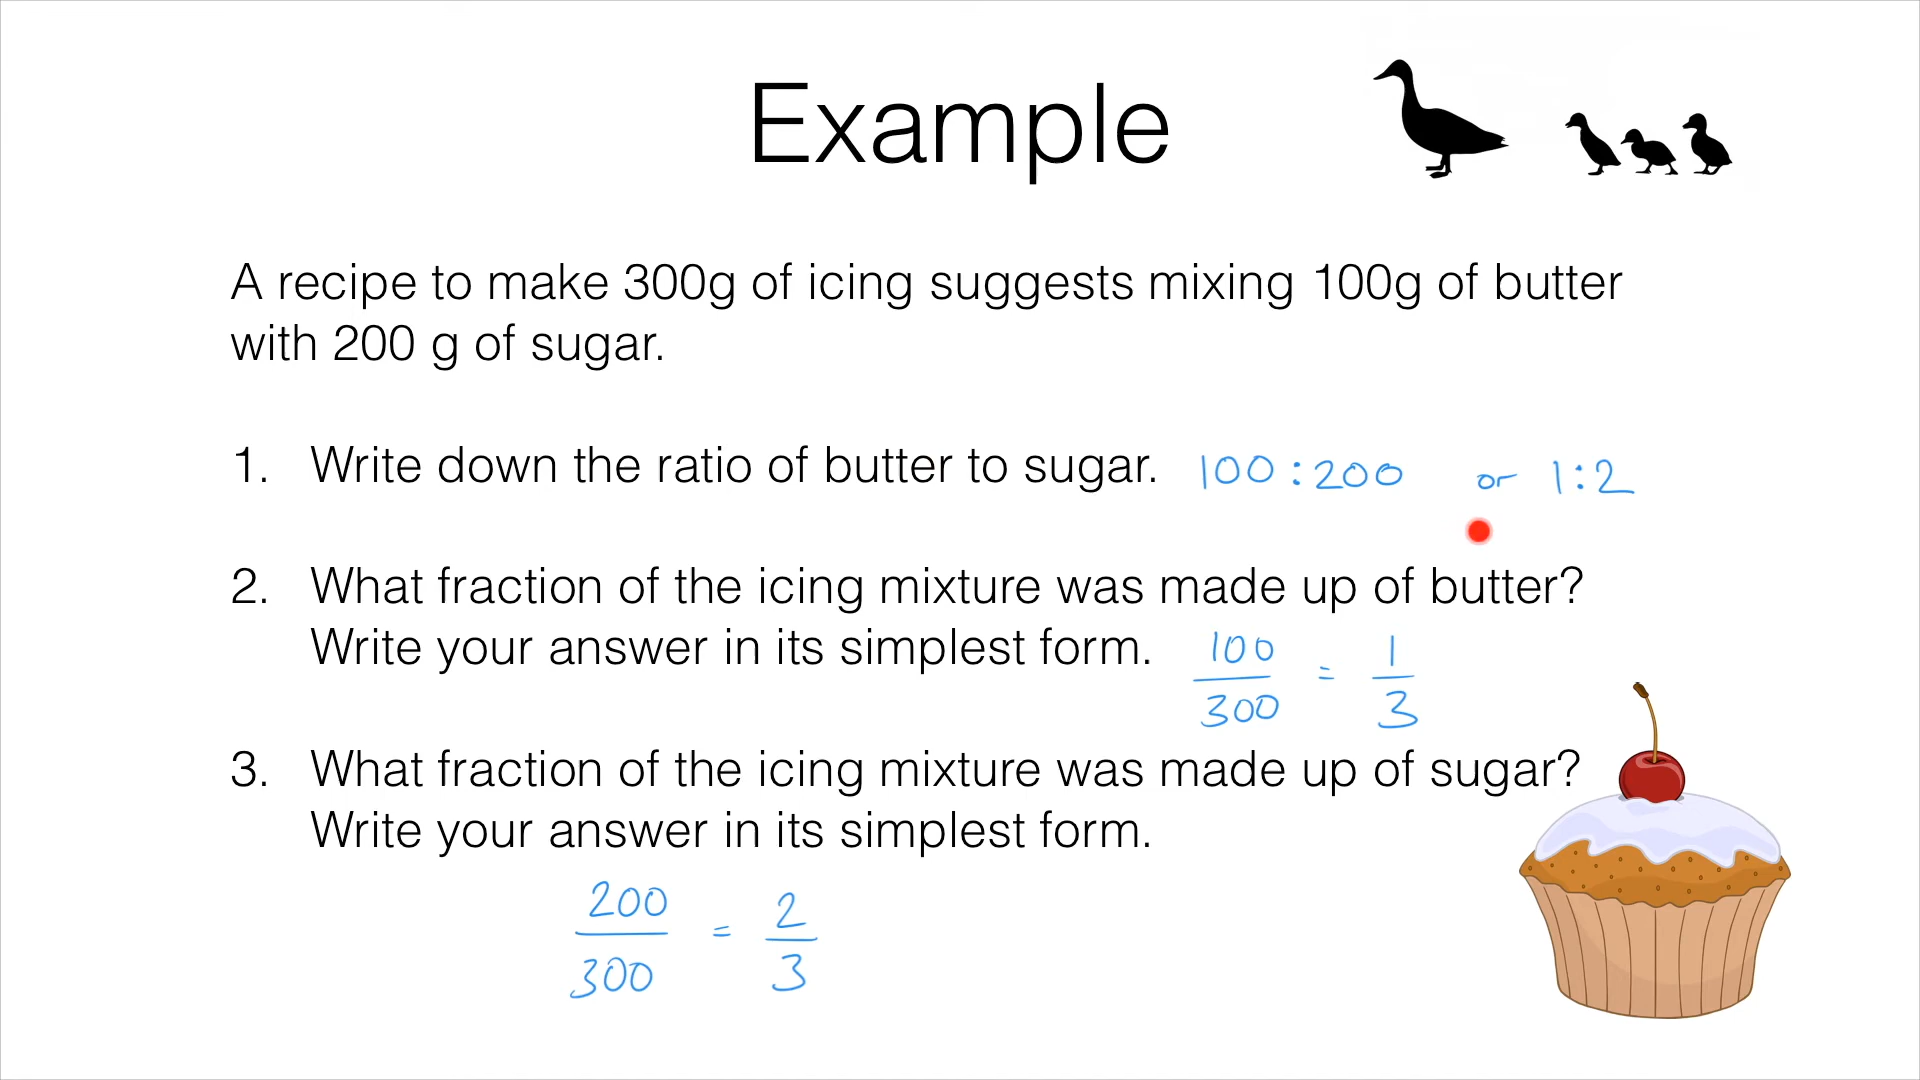 Example
A recipe to make 300g of icing suggests mixing 100g of butter
with 200 g of sugar.
1. Write down the ratio of butter to sugar. 100:200 or 1:2
2. What fraction of the icing mixture was made up of butter?
Write your answer in its simplest form. 100/300 = 1/3
3. What fraction of the icing mixture was made up of sugar?
Write your answer in its simplest form.
200/300 = 2/3